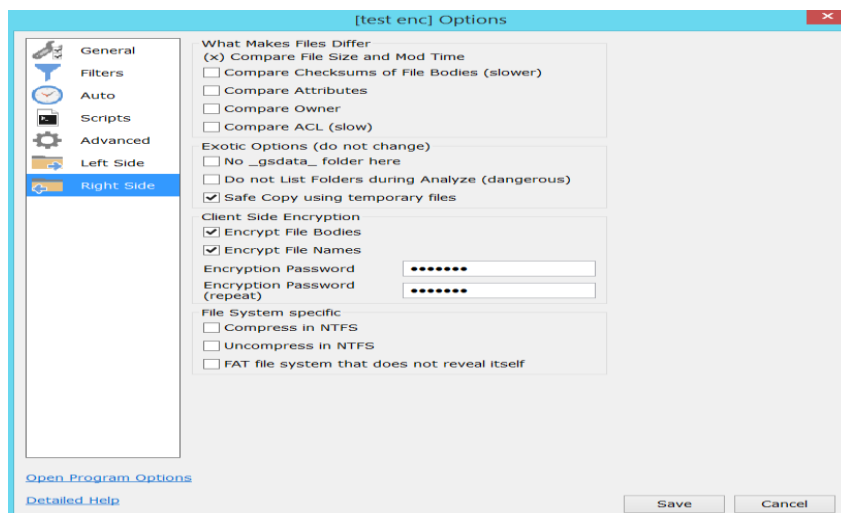 [test enc] Options
General
Filters
Auto
Scripts
Advanced
Left Side
Right Side
What Makes Files Differ
(x) Compare File Size and Mod Time
Compare Checksums of File Bodies (slower)
Compare Attributes
Compare Owner
Compare ACL (slow)
Exotic Options (do not change)
No _gsdata_ folder here
Do not List Folders during Analyze (dangerous)
Safe Copy using temporary files
Client Side Encryption
Encrypt File Bodies
Encrypt File Names
Encryption Password
Encryption Password
(repeat)
File System specific
Compress in NTFS
Uncompress in NTFS
FAT file system that does not reveal itself
Open Program Options
Detailed Help
Save
Cancel